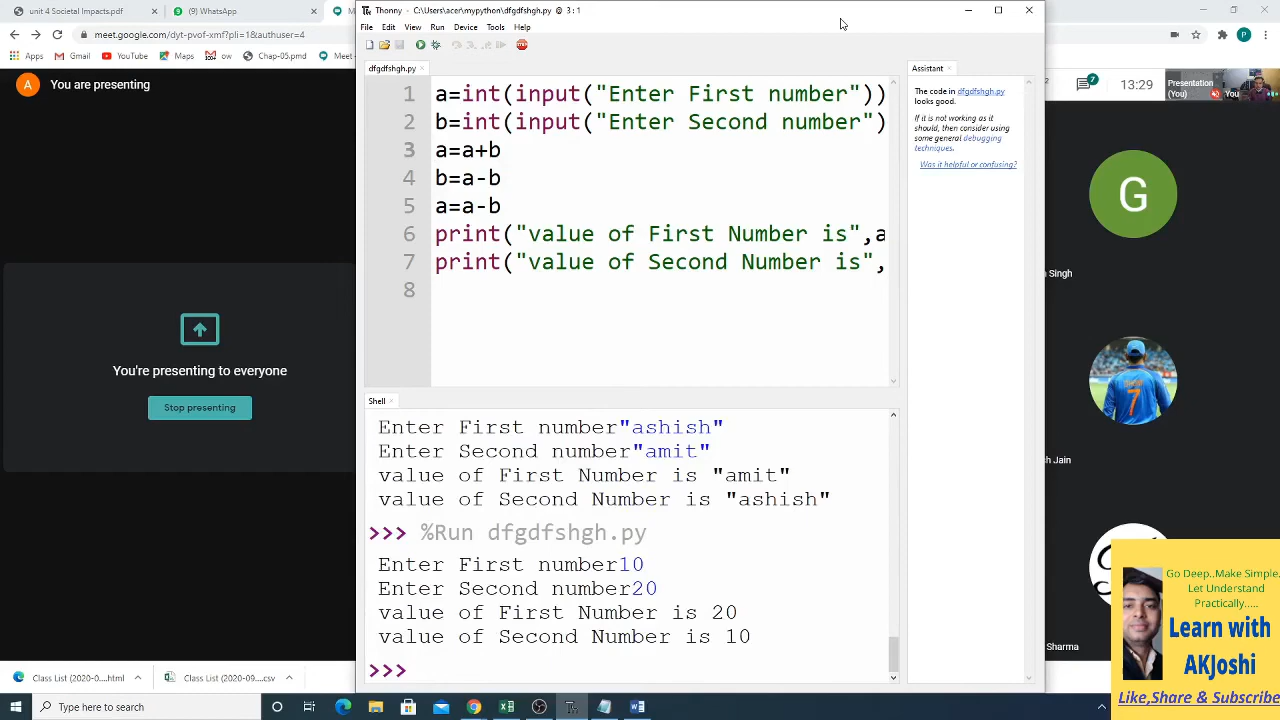 unit 4 Societal Impacts.pdf
(9) WhatsApp
Thonny - C:\Users\acer\mypython\dfgdfshgh.py @ 3:1
meet.google.com/dyt-pvof-xmf?pli=1&authuser=4
Apps
Gmail
YouTube
Maps
ow
Chap-05.pmd
File Edit View Run Device Tools Help
A
You are presenting
7
13:29
Presentation
(You)
You
dfgdfshgh.py
1 a=int(input("Enter First number"))
2 b=int(input("Enter Second number")
3 a=a+b
4 b=a-b
5 a=a-b
6 print("value of First Number is",a
7 print("value of Second Number is",
8
Assistant
The code in dfgdfshgh.py
looks good.
If it is not working as it
should, then consider using
some general debugging
techniques.
Was it helpful or confusing?
G
Singh
7
Jain
Sharma
You're presenting to everyone
Stop presenting
Shell
Enter First number"ashish"
Enter Second number"amit"
value of First Number is "amit"
value of Second Number is "ashish"
>>> %Run dfgdfshgh.py
Enter First number10
Enter Second number20
value of First Number is 20
value of Second Number is 10
>>>
Go Deep..Make Simple.
Let Understand
Practically.....
Learn with
AKJoshi
Like,Share & Subscribe
Class List (2020-0....html
Class List (2020-09....csv
Type here to search